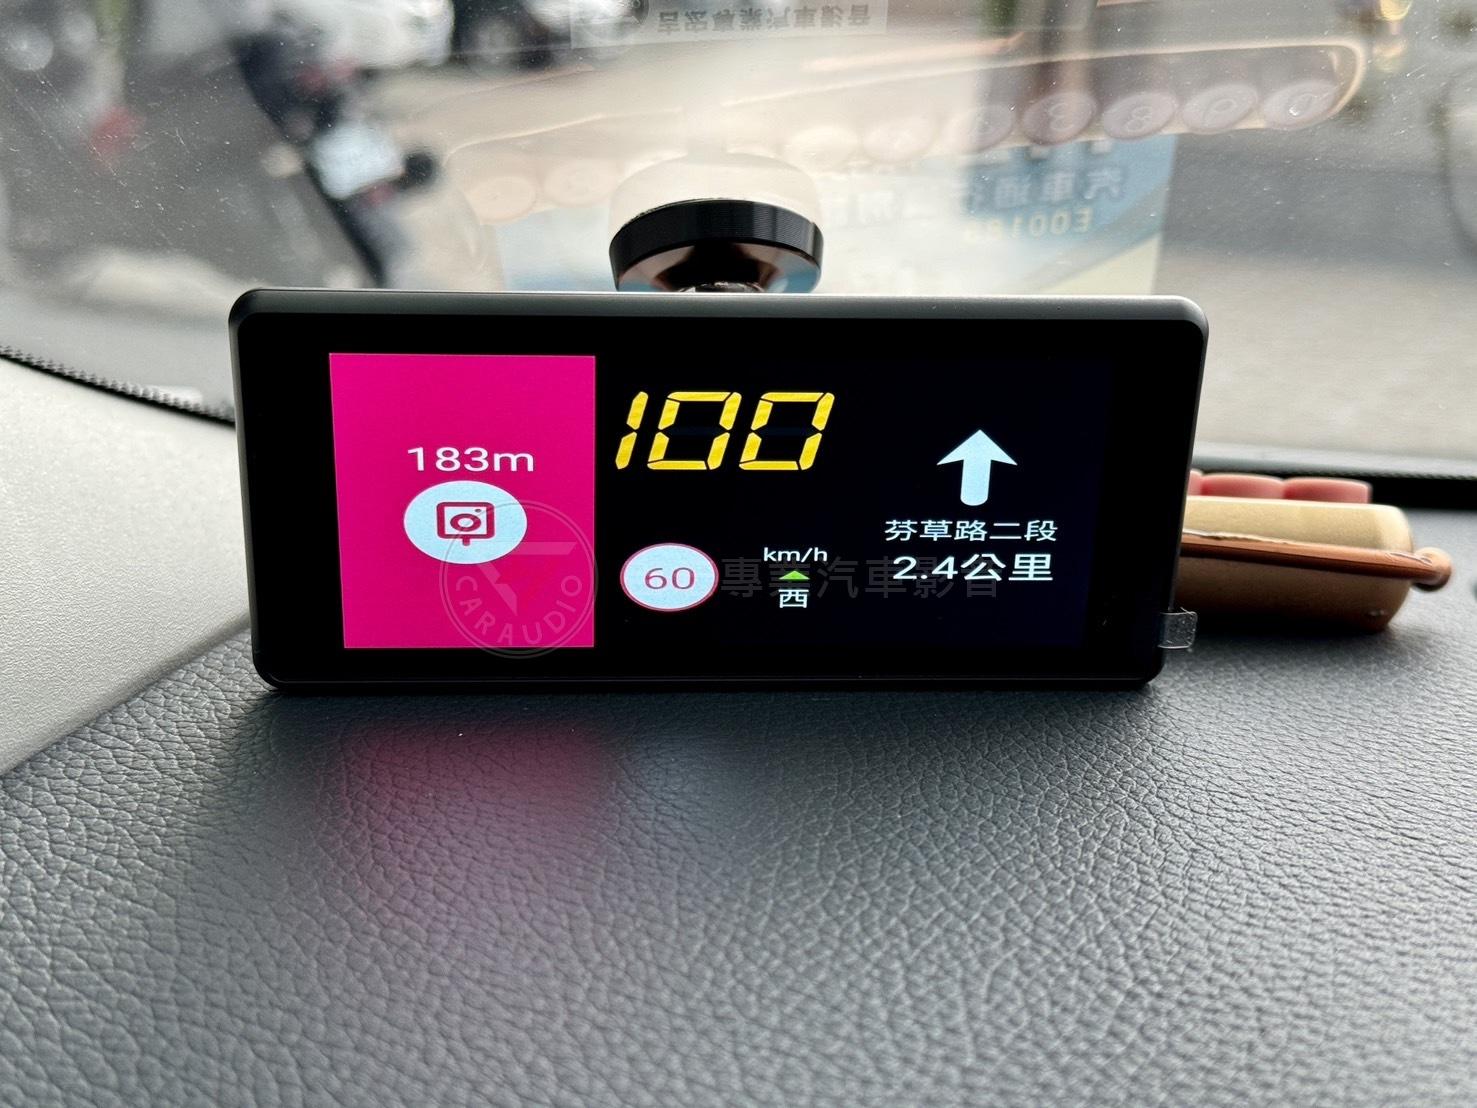 183m
100
60
km/h
西
芬草路二段
2.4公里
專業汽車影音
CARAUDIO
E00188